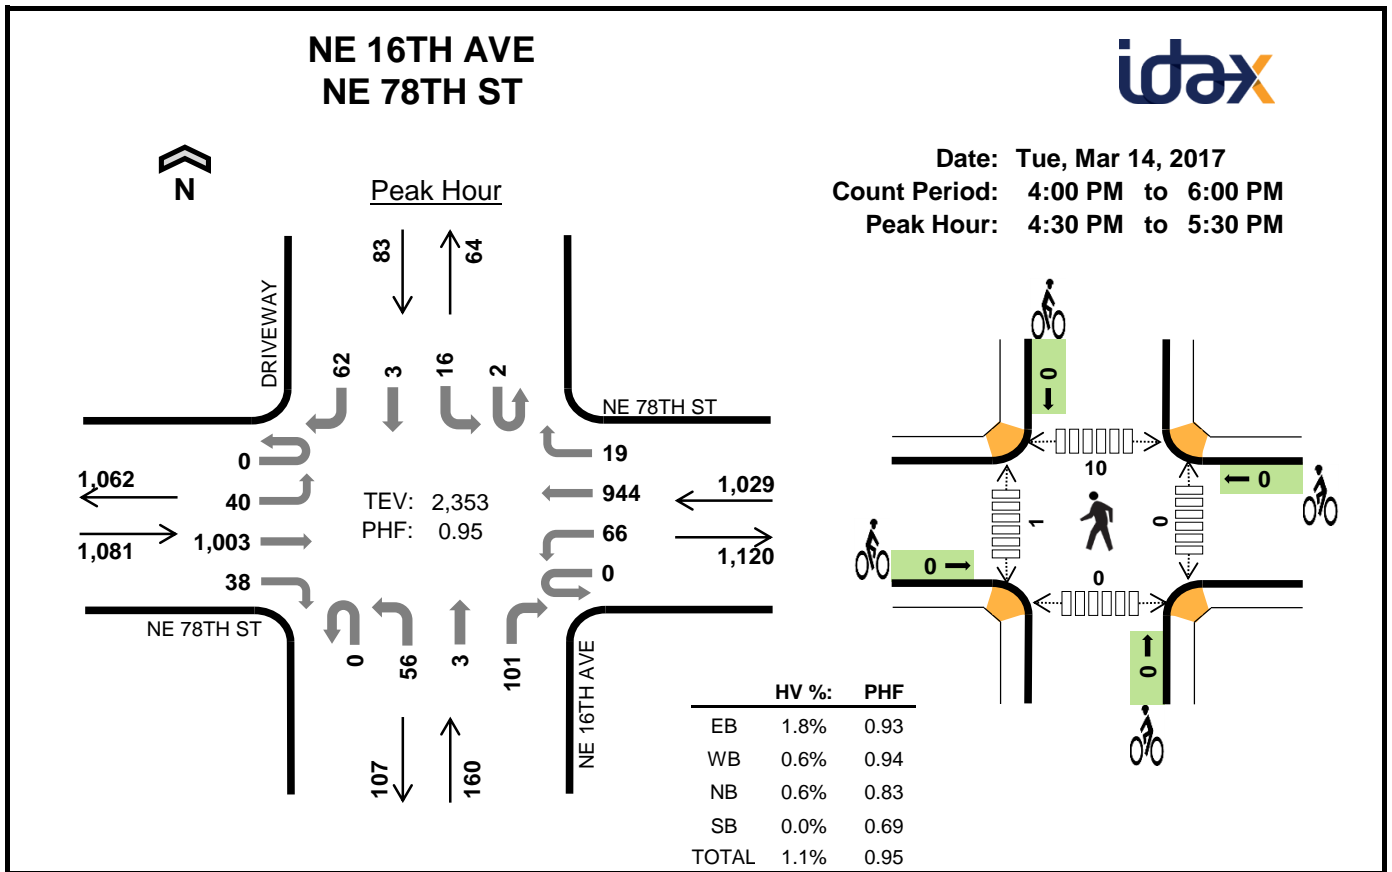 NE 16TH AVE
NE 78TH ST
idax
N
Peak Hour
Date: Tue, Mar 14, 2017
Count Period: 4:00 PM to 6:00 PM
Peak Hour: 4:30 PM to 5:30 PM
83
64
DRIVEWAY
62
3
16
2
NE 78TH ST
0
40
1,003
38
1,062
1,081
TEV: 2,353
PHF: 0.95
19
944
66
0
1,029
1,120
NE 78TH ST
0
56
3
101
NE 16TH AVE
107
160
0
10
0
1
0
0
0
0
HV %: PHF
EB 1.8% 0.93
WB 0.6% 0.94
NB 0.6% 0.83
SB 0.0% 0.69
TOTAL 1.1% 0.95